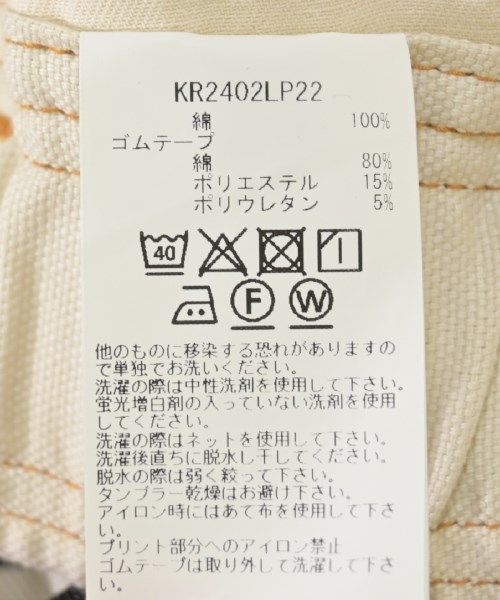 KR2402LP22
綿 100%
ゴムテープ
綿 80%
ポリエステル 15%
ポリウレタン 5%
40
F W
他のものに移染する恐れがありますの
で単独でお洗いください。
洗濯の際は中性洗剤を使用して下さい。
蛍光増白剤の入っていない洗剤を使用
してください。
洗濯の際はネットを使用して下さい。
洗濯後直ちに脱水し干してください。
脱水の際は弱く絞って下さい。
タンブラー乾燥はお避け下さい。
アイロン時にはあて布を使用して下さ
い。
プリント部分へのアイロン禁止
ゴムテープは取り外して洗濯して下さ
い。